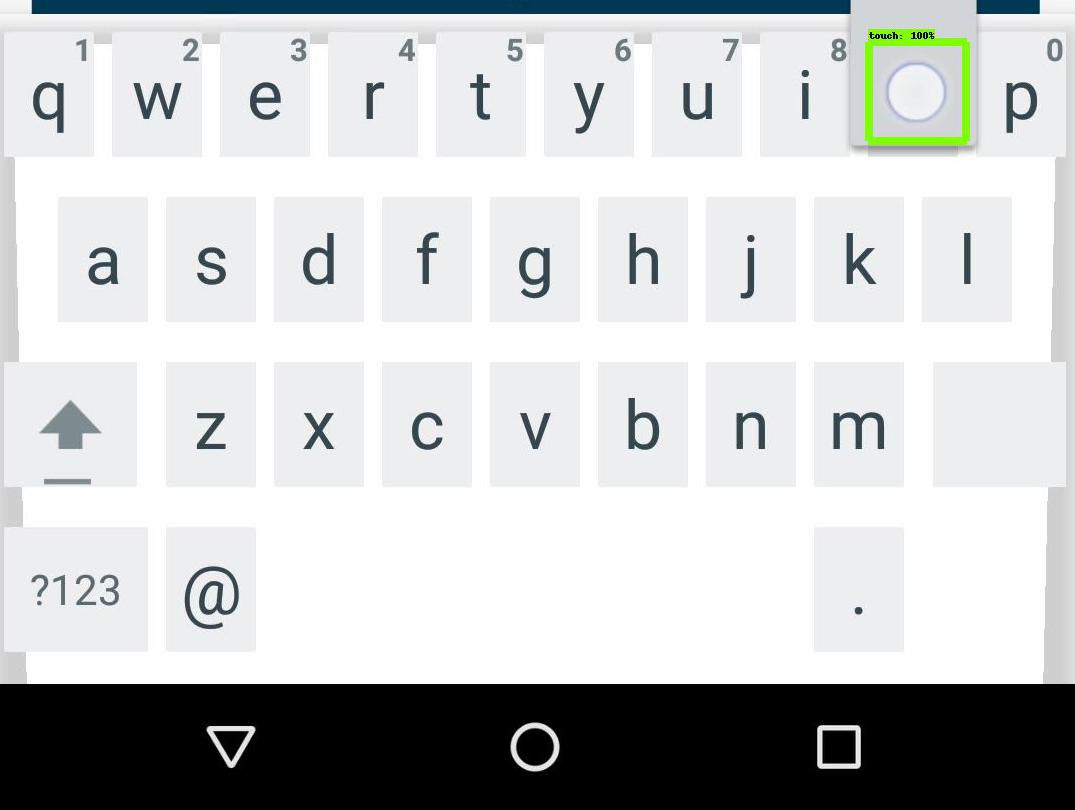 touch: 100%
1 2 3 4 5 6 7 8 0
q w e r t y u i p
a s d f g h j k l
z x c v b n m
?123 @ .